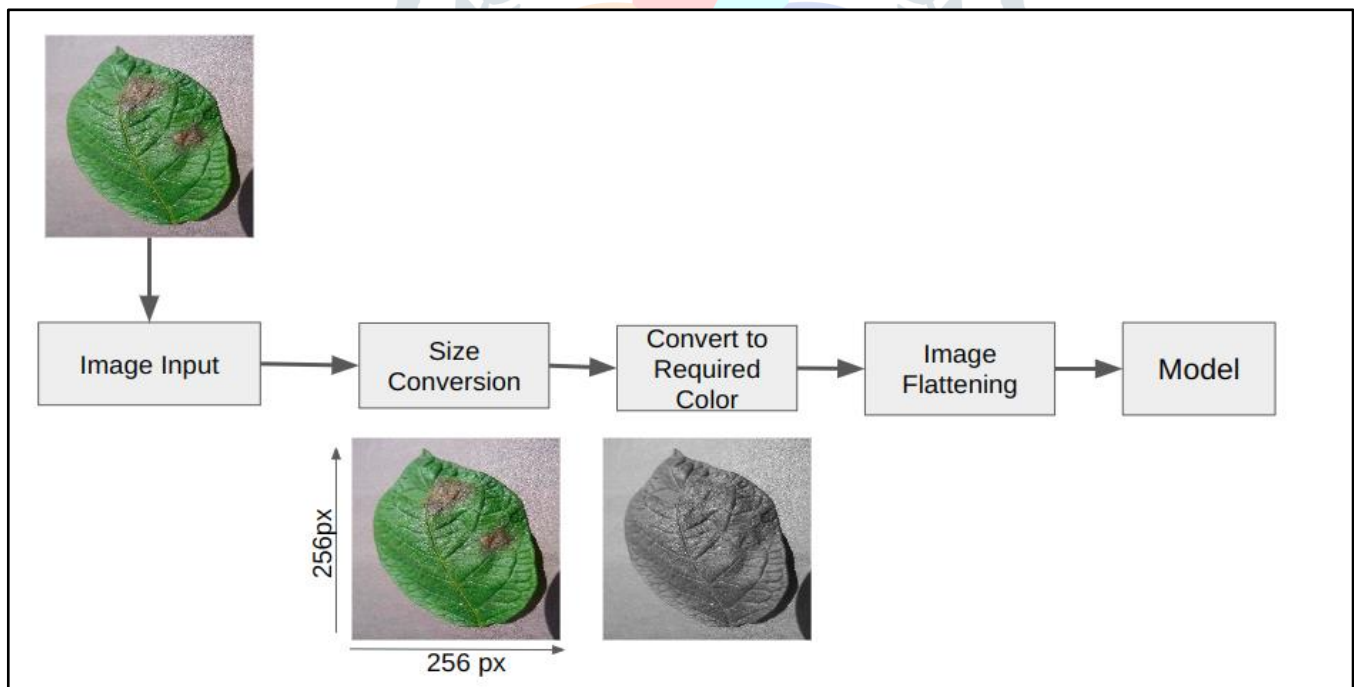 Image Input
Size
Conversion
Convert to
Required
Color
Image
Flattening
Model
256px
256 px